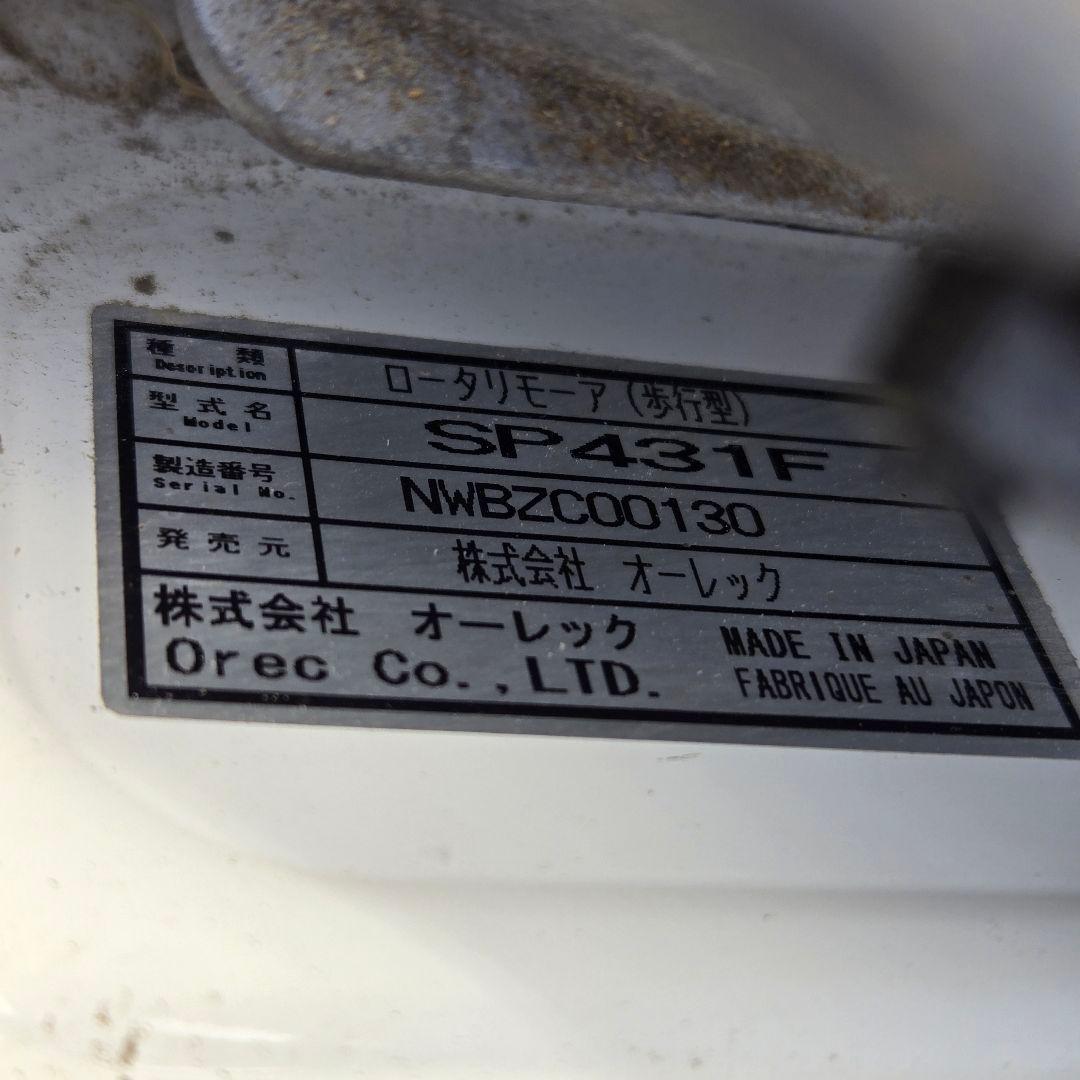 種 類 ロータリモーア(歩行型)
Description
型式名 SP431F
Model
製造番号 NWBZC00130
Serial No.
発売元 株式会社 オーレック
株式会社 オーレック MADE IN JAPAN
Orec Co.,LTD. FABRIQUE AU JAPON